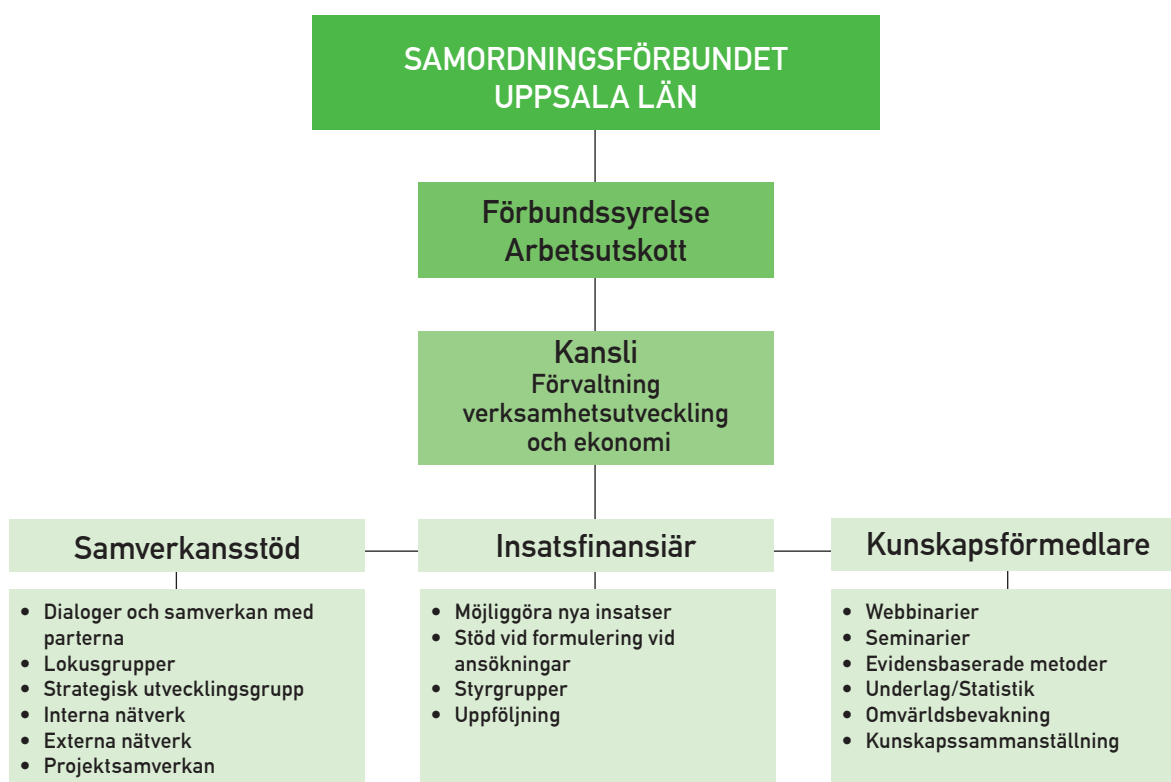 SAMORDNINGSFÖRBUNDET
UPPSALA LÄN
Förbundssyrelse
Arbetsutskott
Kansli
Förvaltning
verksamhetsutveckling
och ekonomi
Samverkansstöd
• Dialoger och samverkan med
parterna
• Lokusgrupper
• Strategisk utvecklingsgrupp
• Interna nätverk
• Externa nätverk
• Projektsamverkan
Insatsfinansiär
• Möjliggöra nya insatser
• Stöd vid formulering vid
ansökningar
• Styrgrupper
• Uppföljning
Kunskapsförmedlare
• Webbinarier
• Seminarier
• Evidensbaserade metoder
• Underlag/Statistik
• Omvärldsbevakning
• Kunskapssammanställning